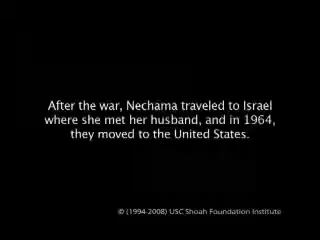 After the war, Nechama traveled to Israel
where she met her husband, and in 1964,
they moved to the United States.
© (1994-2008) USC Shoah Foundation Institute